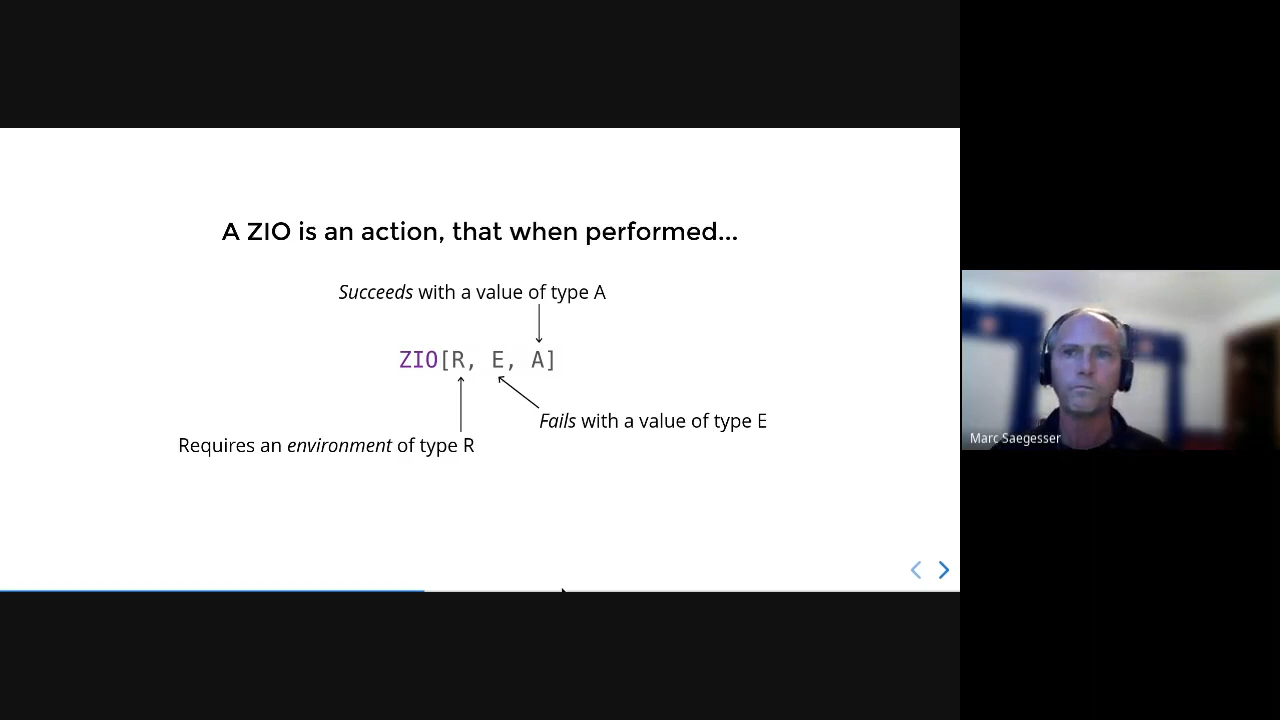 A ZIO is an action, that when performed...
Succeeds with a value of type A
ZIO[R, E, A]
Fails with a value of type E
Requires an environment of type R
Marc Saegesser